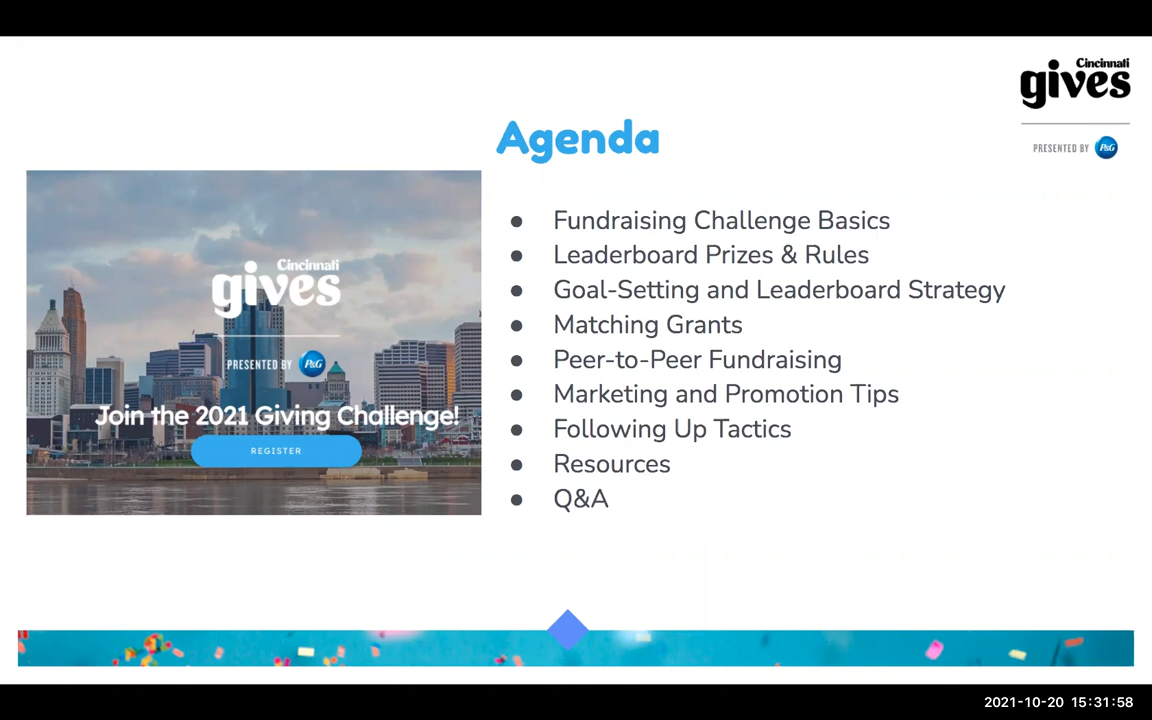 Cincinnati
gives
PRESENTED BY P&G
Agenda
Cincinnati
gives
PRESENTED BY P&G
Join the 2021 Giving Challenge!
REGISTER
● Fundraising Challenge Basics
● Leaderboard Prizes & Rules
● Goal-Setting and Leaderboard Strategy
● Matching Grants
● Peer-to-Peer Fundraising
● Marketing and Promotion Tips
● Following Up Tactics
● Resources
● Q&A
2021-10-20 15:31:58